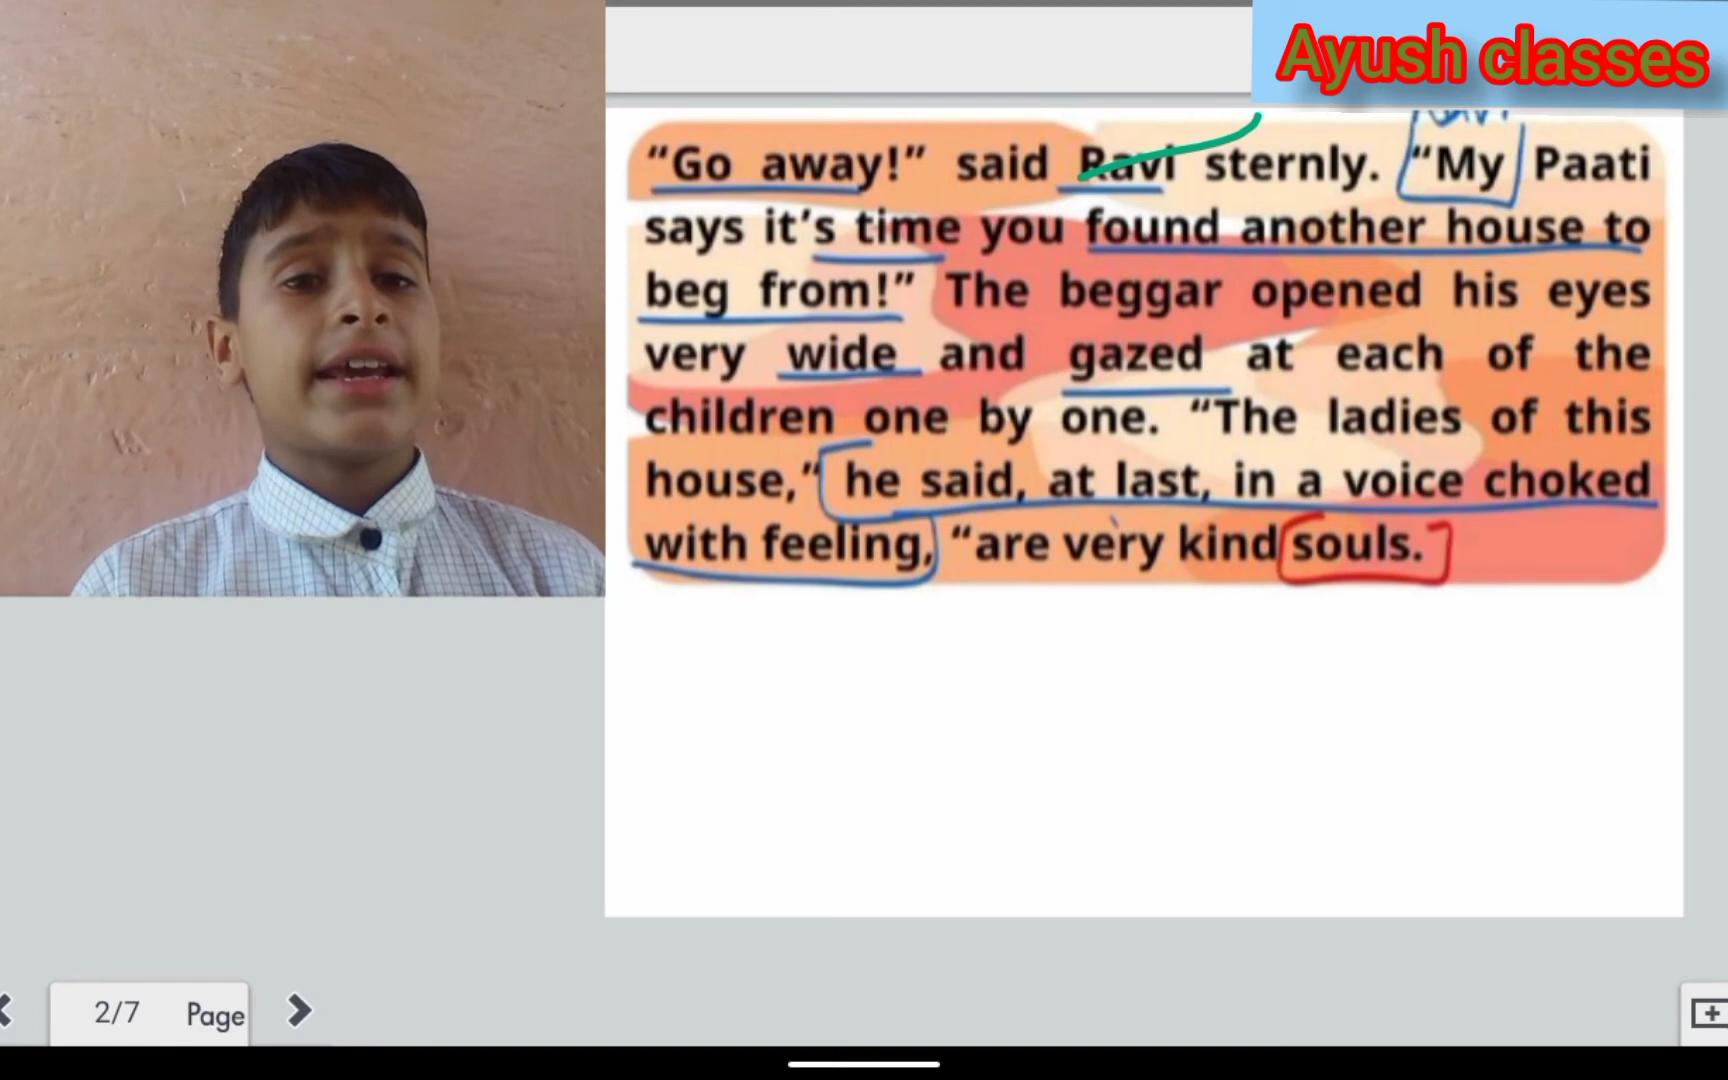 Ayush classes
“Go away!” said Ravi sternly. “My Paati
says it’s time you found another house to
beg from!” The beggar opened his eyes
very wide and gazed at each of the
children one by one. “The ladies of this
house,” he said, at last, in a voice choked
with feeling, “are very kind souls.
2/7 Page